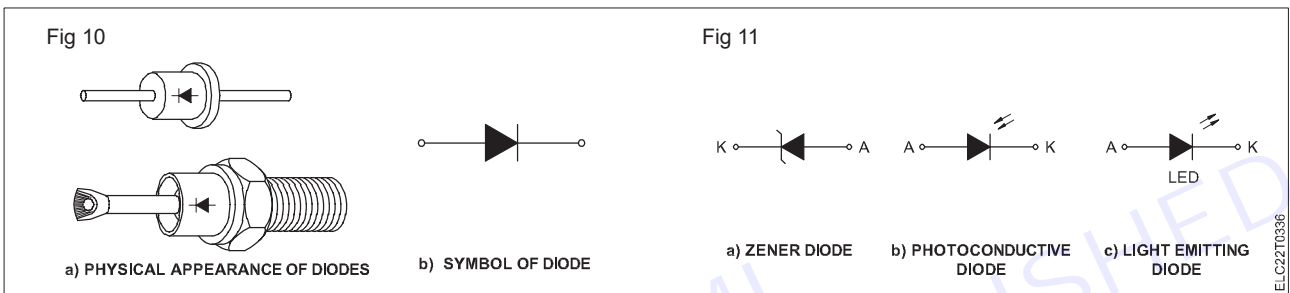 Fig 10
a) PHYSICAL APPEARANCE OF DIODES
b) SYMBOL OF DIODE
Fig 11
K A
A K
A K
LED
a) ZENER DIODE
b) PHOTOCONDUCTIVE
DIODE
c) LIGHT EMITTING
DIODE
ELC22T0336
SHED